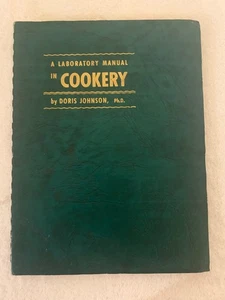 A LABORATORY MANUAL
IN COOKERY
by DORIS JOHNSON, Ph.D.